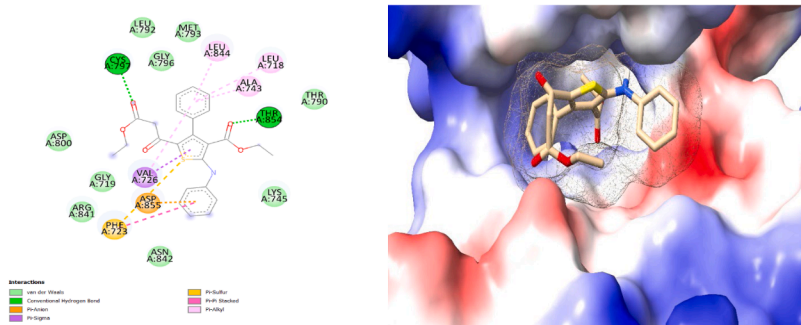 LEU
A:792
MET
A:793
CYS
A:797
GLY
A:796
LEU
A:844
LEU
A:718
ALA
A:743
THR
A:790
THR
A:854
ASP
A:800
GLY
A:719
VAL
A:726
LYS
A:745
ARG
A:841
ASP
A:855
PHE
A:723
ASN
A:842
Interactions
van der Waals
Conventional Hydrogen Bond
Pi-Anion
Pi-Sigma
Pi-Sulfur
Pi-Pi Stacked
Pi-Alkyl